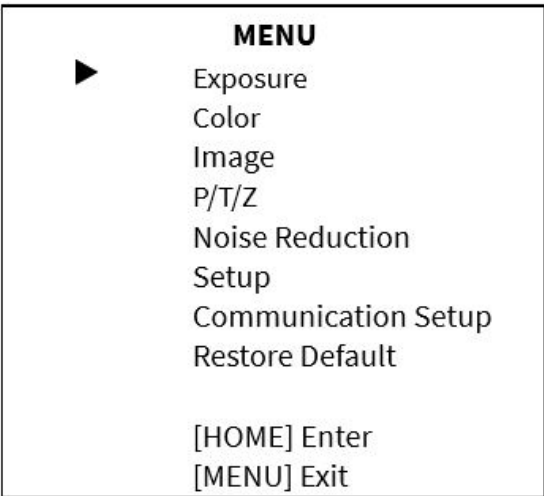 MENU
Exposure
Color
Image
P/T/Z
Noise Reduction
Setup
Communication Setup
Restore Default
[HOME] Enter
[MENU] Exit